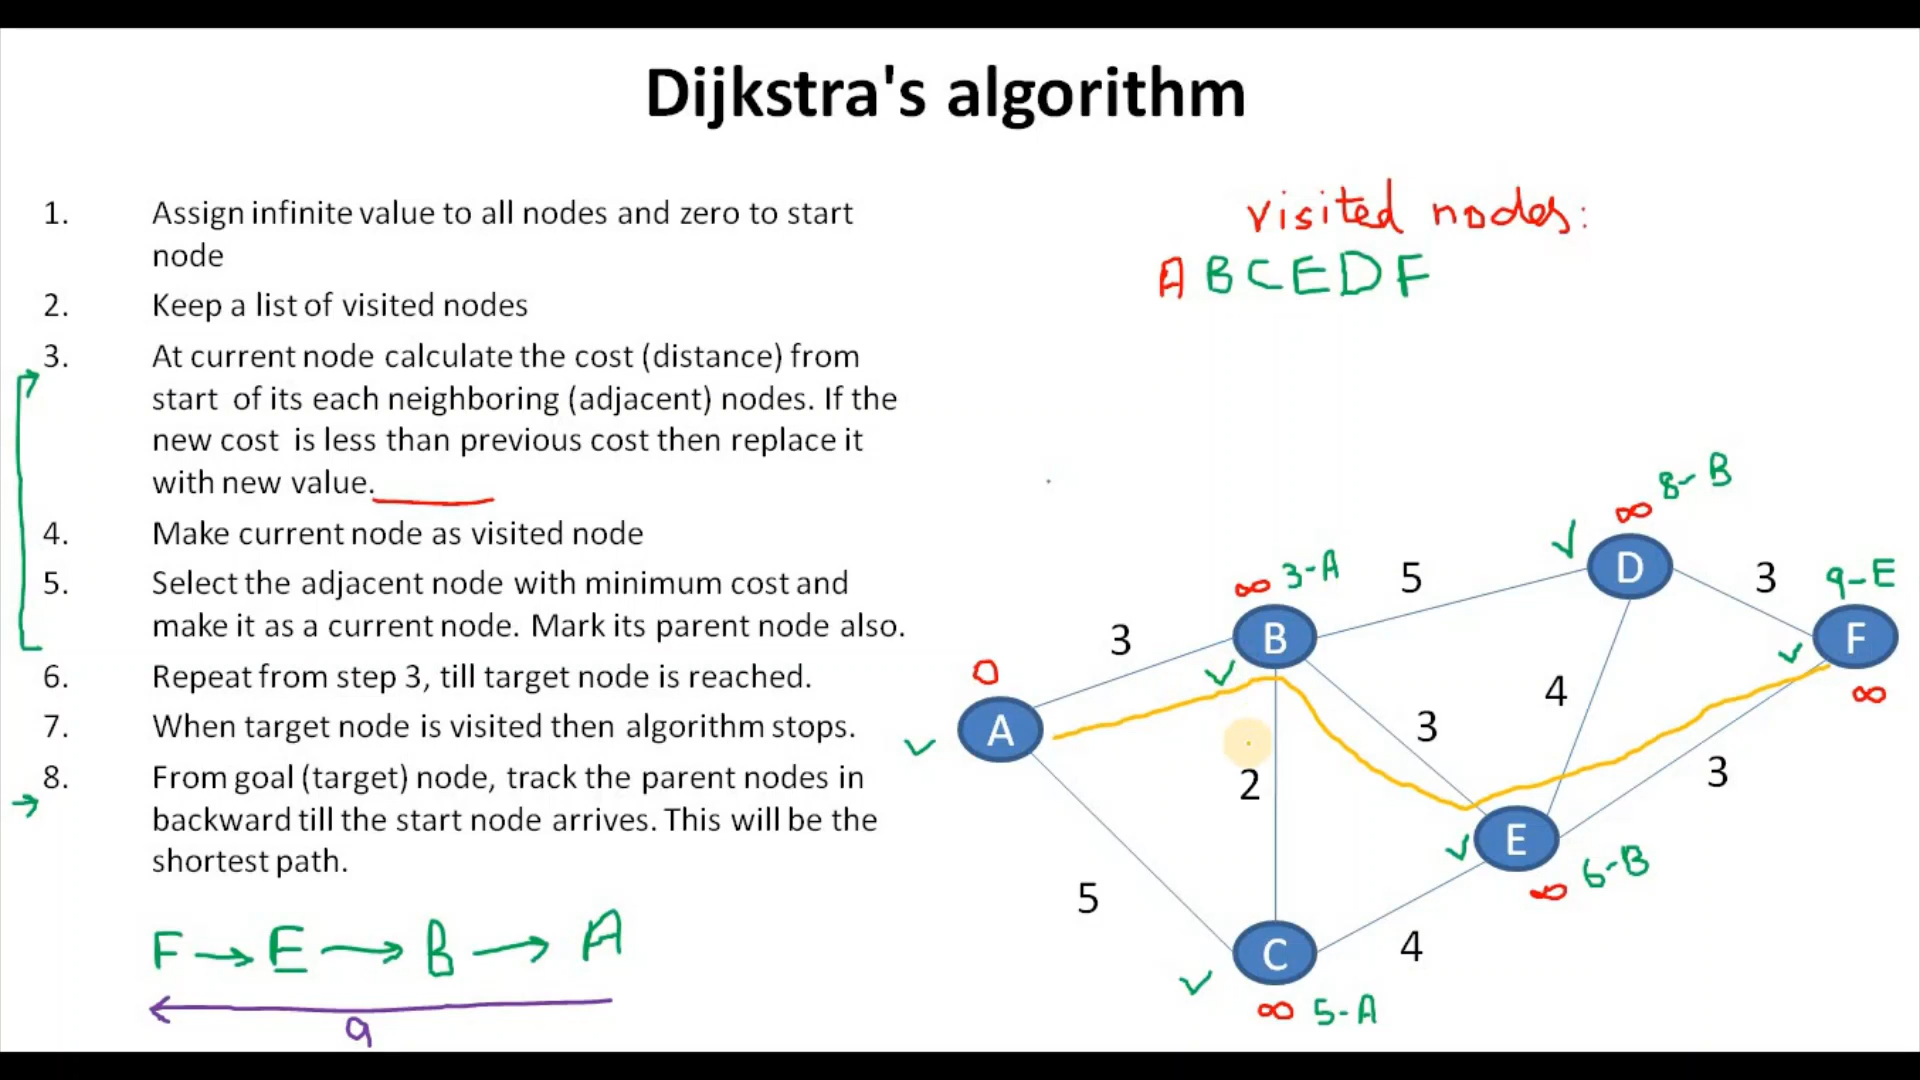 Dijkstra's algorithm
1. Assign infinite value to all nodes and zero to start
node
2. Keep a list of visited nodes
3. At current node calculate the cost (distance) from
start of its each neighboring (adjacent) nodes. If the
new cost is less than previous cost then replace it
with new value.
4. Make current node as visited node
5. Select the adjacent node with minimum cost and
make it as a current node. Mark its parent node also.
6. Repeat from step 3, till target node is reached.
7. When target node is visited then algorithm stops.
8. From goal (target) node, track the parent nodes in
backward till the start node arrives. This will be the
shortest path.
F → E → B → A
9
visited nodes:
A B C E D F
8-B
∞
D
∞ 3-A
5
3
9-E
3
B
F
0
4
∞
A
3
2
3
E
∞ 6-B
5
4
C
∞ 5-A